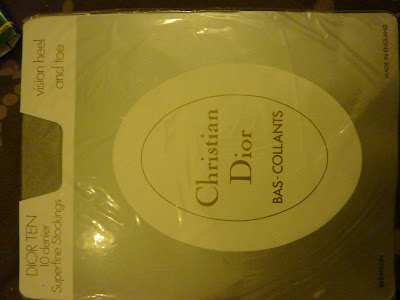 DIOR TEN
10 denier
Superfine Stockings
vision heel
and toe
Christian
Dior
BAS-COLLANTS
MADE IN ENGLAND